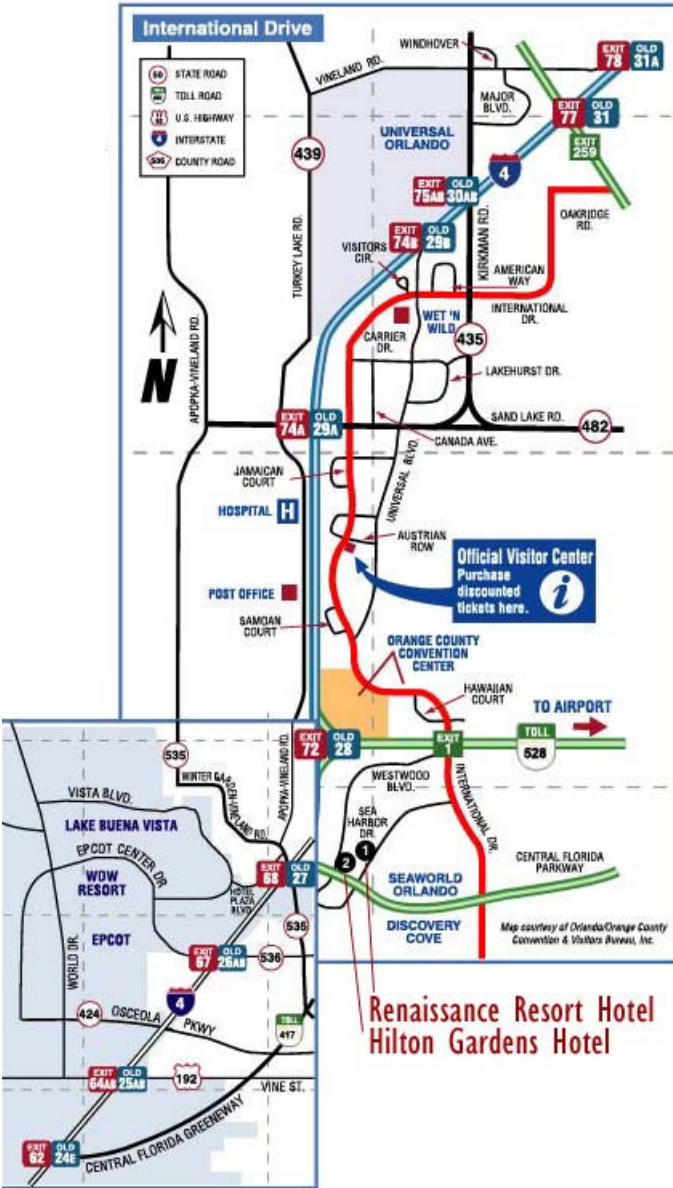 International Drive
50 STATE ROAD
TOLL ROAD
U.S. HIGHWAY
4 INTERSTATE
COUNTY ROAD
WINDHOVER
VINELAND RD.
MAJOR
BLVD.
EXIT
78
OLD
31A
EXIT
77
OLD
31
EXIT
259
UNIVERSAL
ORLANDO
439
4
EXIT
75AB
OLD
30AB
EXIT
74B
OLD
29B
TURKEY LAKE RD.
VISITORS
CIR.
KIRKMAN RD.
OAKRIDGE
RD.
AMERICAN
WAY
INTERNATIONAL
DR.
WET 'N
WILD
CARRIER
DR.
435
LAKEHURST DR.
N
APOPKA-VINELAND RD.
SAND LAKE RD.
482
EXIT
74A
OLD
29A
CANADA AVE.
JAMAICAN
COURT
UNIVERSAL BLVD.
HOSPITAL H
AUSTRIAN
ROW
Official Visitor Center
Purchase
discounted
tickets here.
i
POST OFFICE
SAMOAN
COURT
ORANGE COUNTY
CONVENTION
CENTER
HAWAIIAN
COURT
TO AIRPORT
EXIT
72
OLD
28
EXIT
1
TOLL
528
APOPKA-VINELAND RD.
535
WINTER GARDEN-VINELAND RD.
WESTWOOD
BLVD.
INTERNATIONAL DR.
SEA
HARBOR
DR.
VISTA BLVD.
LAKE BUENA VISTA
EPCOT CENTER DR
WDW
RESORT
HOTEL
PLAZA
BLVD
EXIT
68
OLD
27
2
1
CENTRAL FLORIDA
PARKWAY
SEAWORLD
ORLANDO
DISCOVERY
COVE
Map courtesy of Orlando/Orange County
Convention & Visitors Bureau, Inc.
EPCOT
WORLD DR.
535
EXIT
67
OLD
26AB
536
4
424
OSCEOLA
PKWY
TOLL
417
Renaissance Resort Hotel
Hilton Gardens Hotel
EXIT
64AB
OLD
25AB
192
VINE ST.
CENTRAL FLORIDA GREENEWAY
EXIT
62
OLD
24E